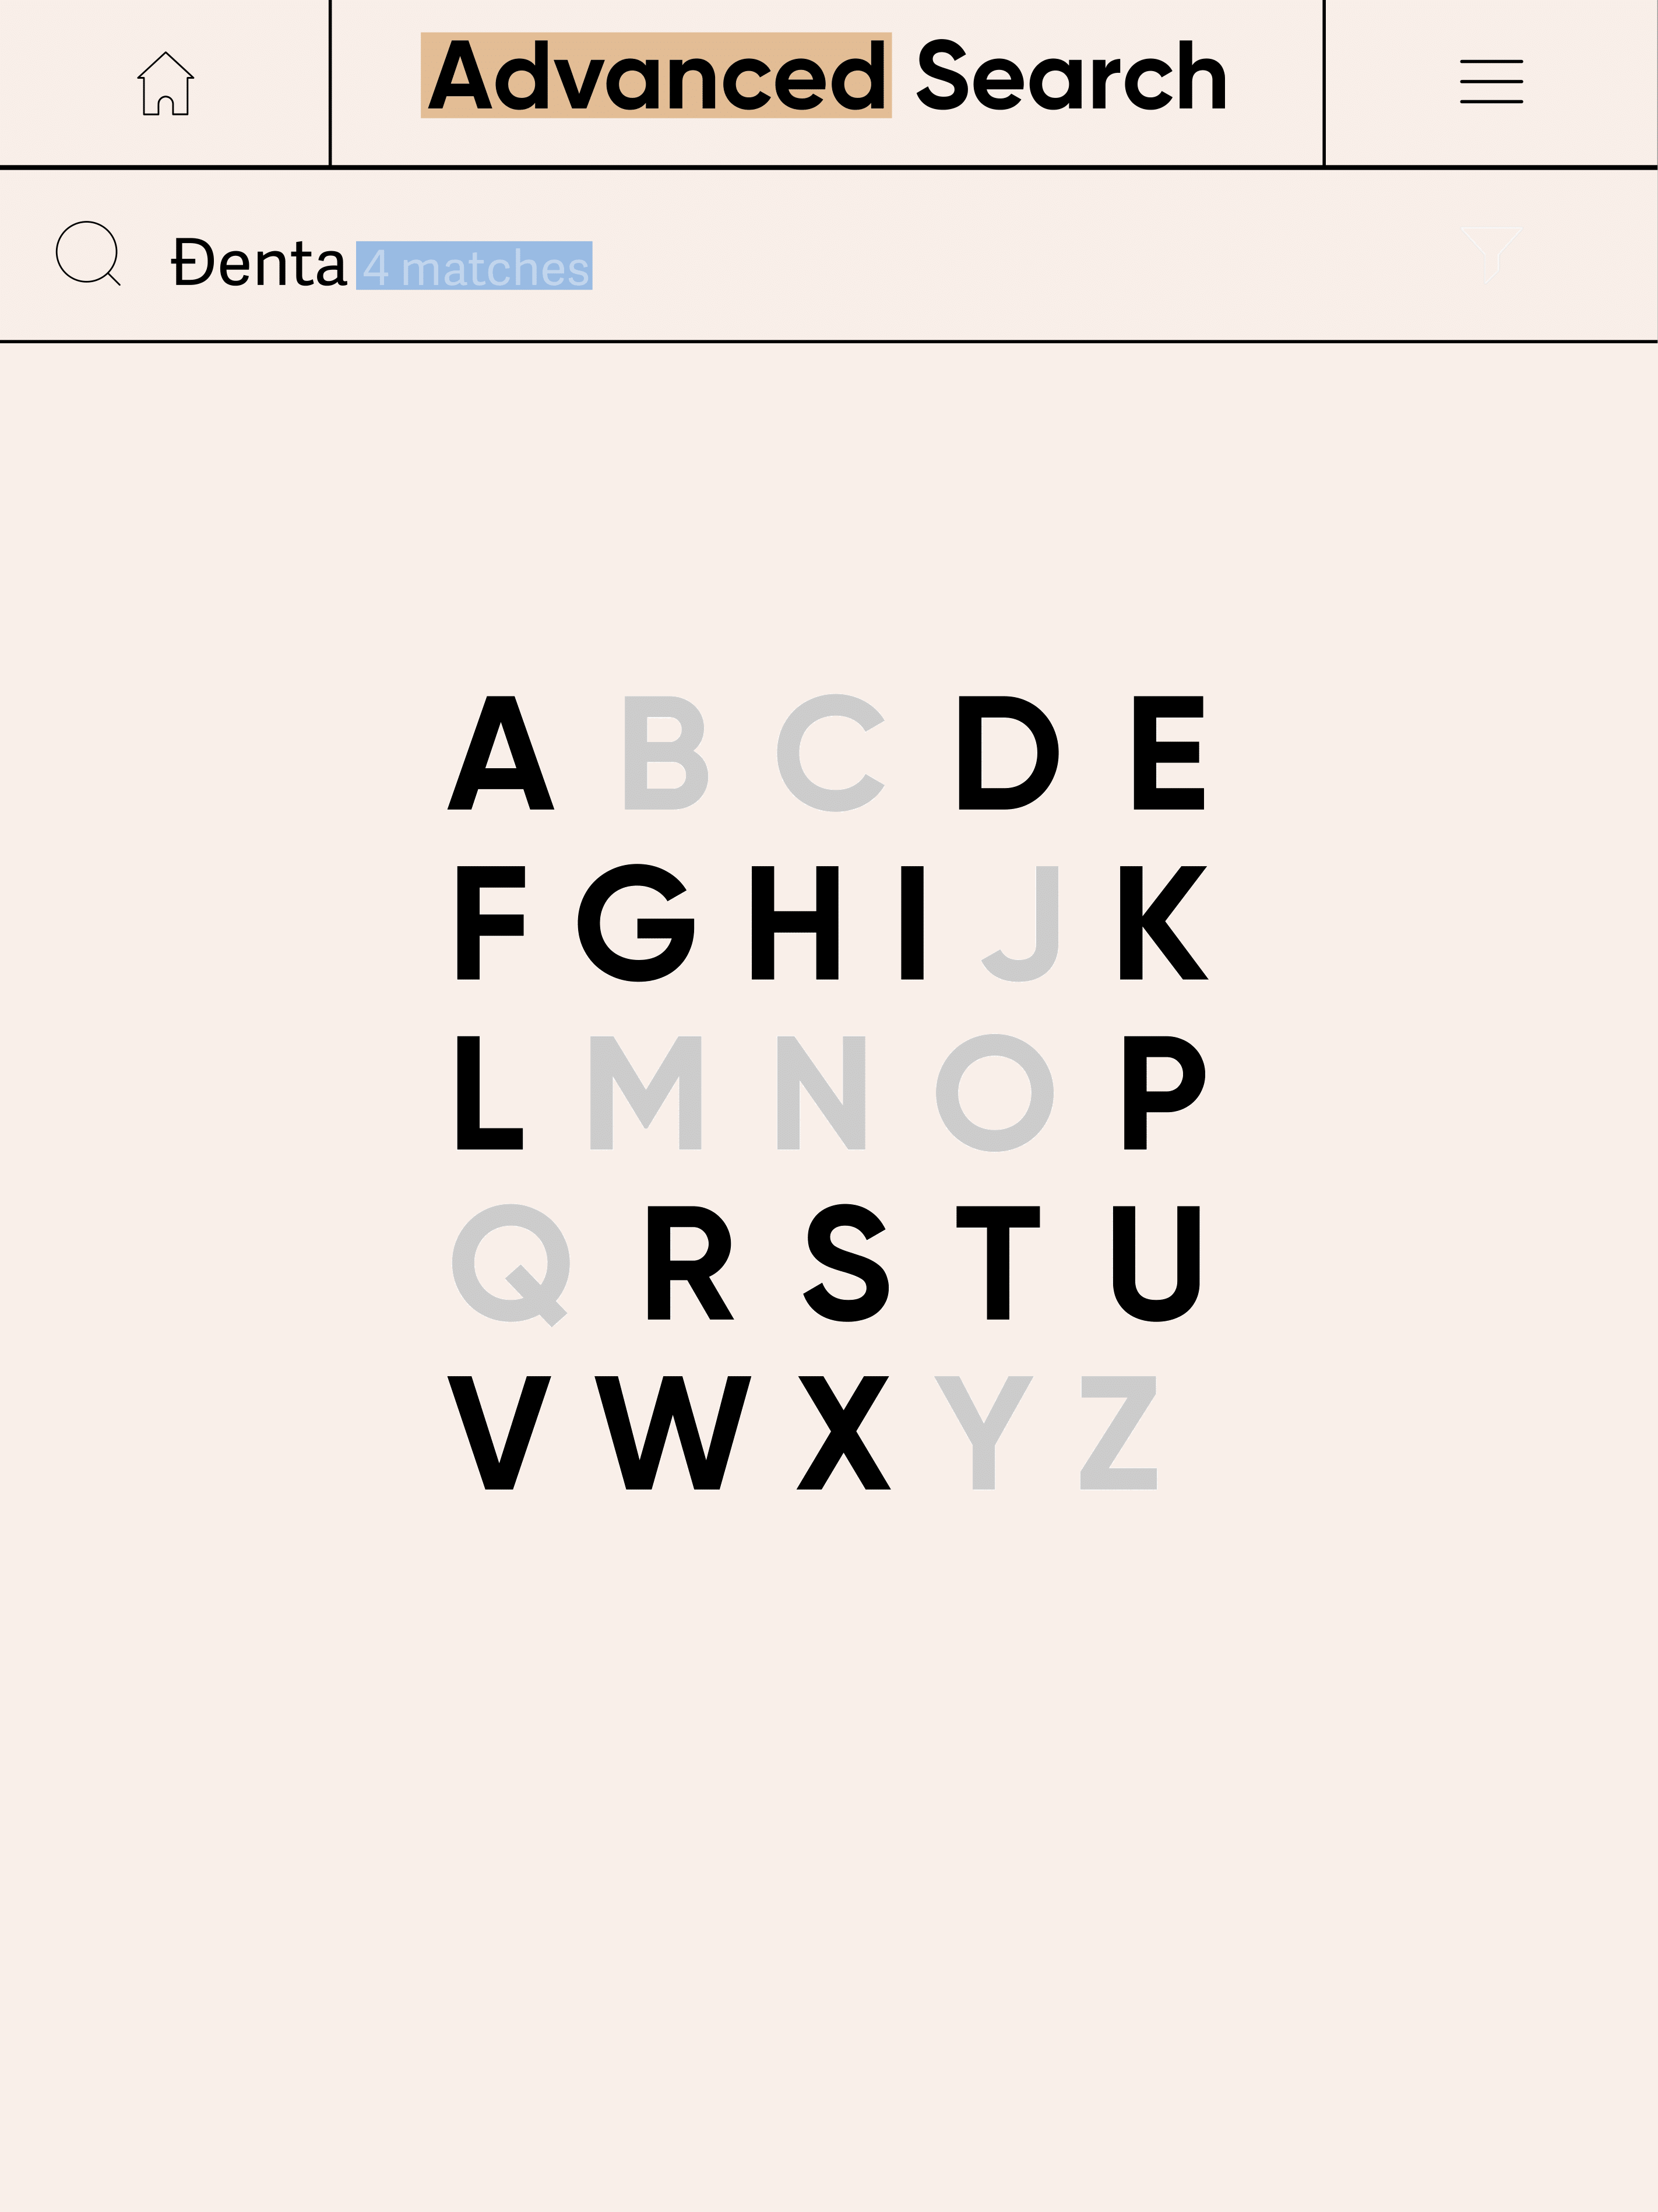 Advanced Search
Đenta 4 matches
A B C D E
F G H I J K
L M N O P
Q R S T U
V W X Y Z